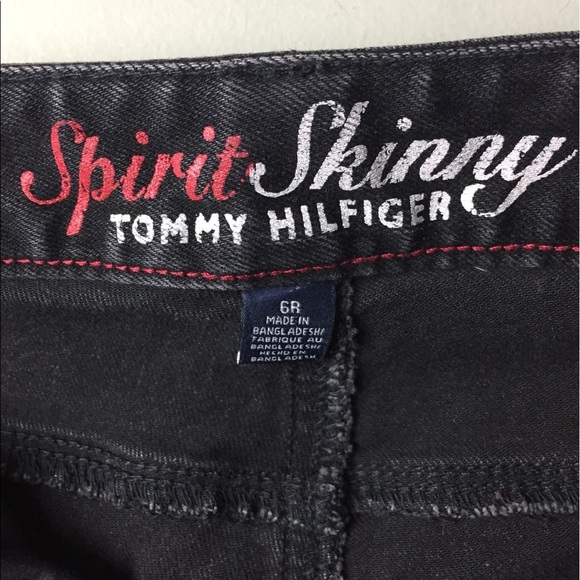 Spirit Skinny
TOMMY HILFIGER
6R
MADE IN
BANGLADESH
FABRIQUE AU
BANGLADESH
HECHO EN
BANGLADESH